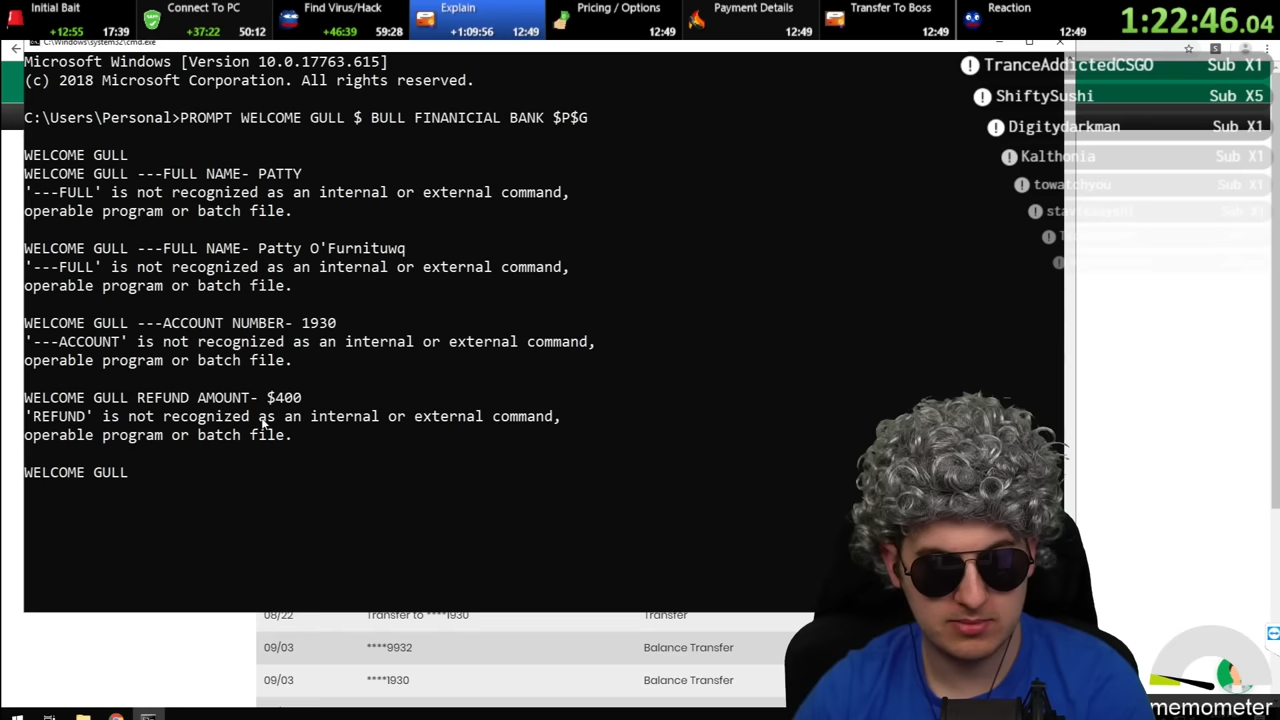 Initial Bait
+12:55 17:39
Connect To PC
+37:22 50:12
Find Virus/Hack
+46:39 59:28
Explain
+1:09:56 12:49
Pricing / Options
12:49
Payment Details
12:49
Transfer To Boss
12:49
Reaction
12:49
1:22:46.04
C:\Windows\system32\cmd.exe
Microsoft Windows [Version 10.0.17763.615]
(c) 2018 Microsoft Corporation. All rights reserved.
C:\Users\Personal>PROMPT WELCOME GULL $ BULL FINANICIAL BANK $P$G
WELCOME GULL
WELCOME GULL ---FULL NAME- PATTY
'---FULL' is not recognized as an internal or external command,
operable program or batch file.
WELCOME GULL ---FULL NAME- Patty O'Furnituwq
'---FULL' is not recognized as an internal or external command,
operable program or batch file.
WELCOME GULL ---ACCOUNT NUMBER- 1930
'---ACCOUNT' is not recognized as an internal or external command,
operable program or batch file.
WELCOME GULL REFUND AMOUNT- $400
'REFUND' is not recognized as an internal or external command,
operable program or batch file.
WELCOME GULL
TranceAddictedCSGO Sub X1
ShiftySushi Sub X5
Digitydarkman Sub X1
Kalthonia Sub X1
towatchyou Sub X1
Sub X1
08/22 Transfer to ****1930 Transfer
09/03 ****9932 Balance Transfer
09/03 ****1930 Balance Transfer
memometer